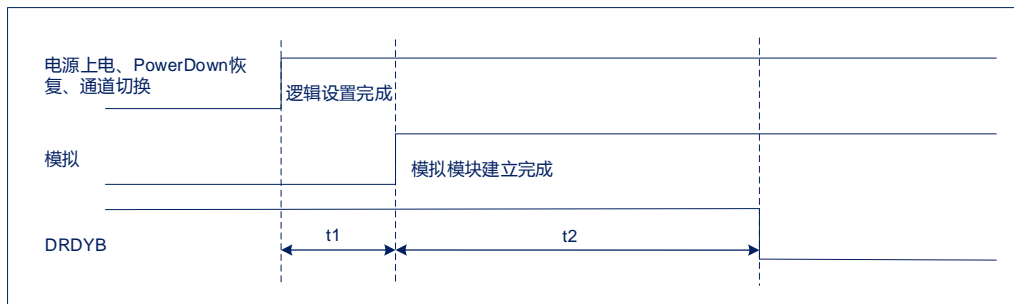 电源上电、PowerDown恢
复、通道切换
逻辑设置完成
模拟
模拟模块建立完成
DRDYB
t1
t2